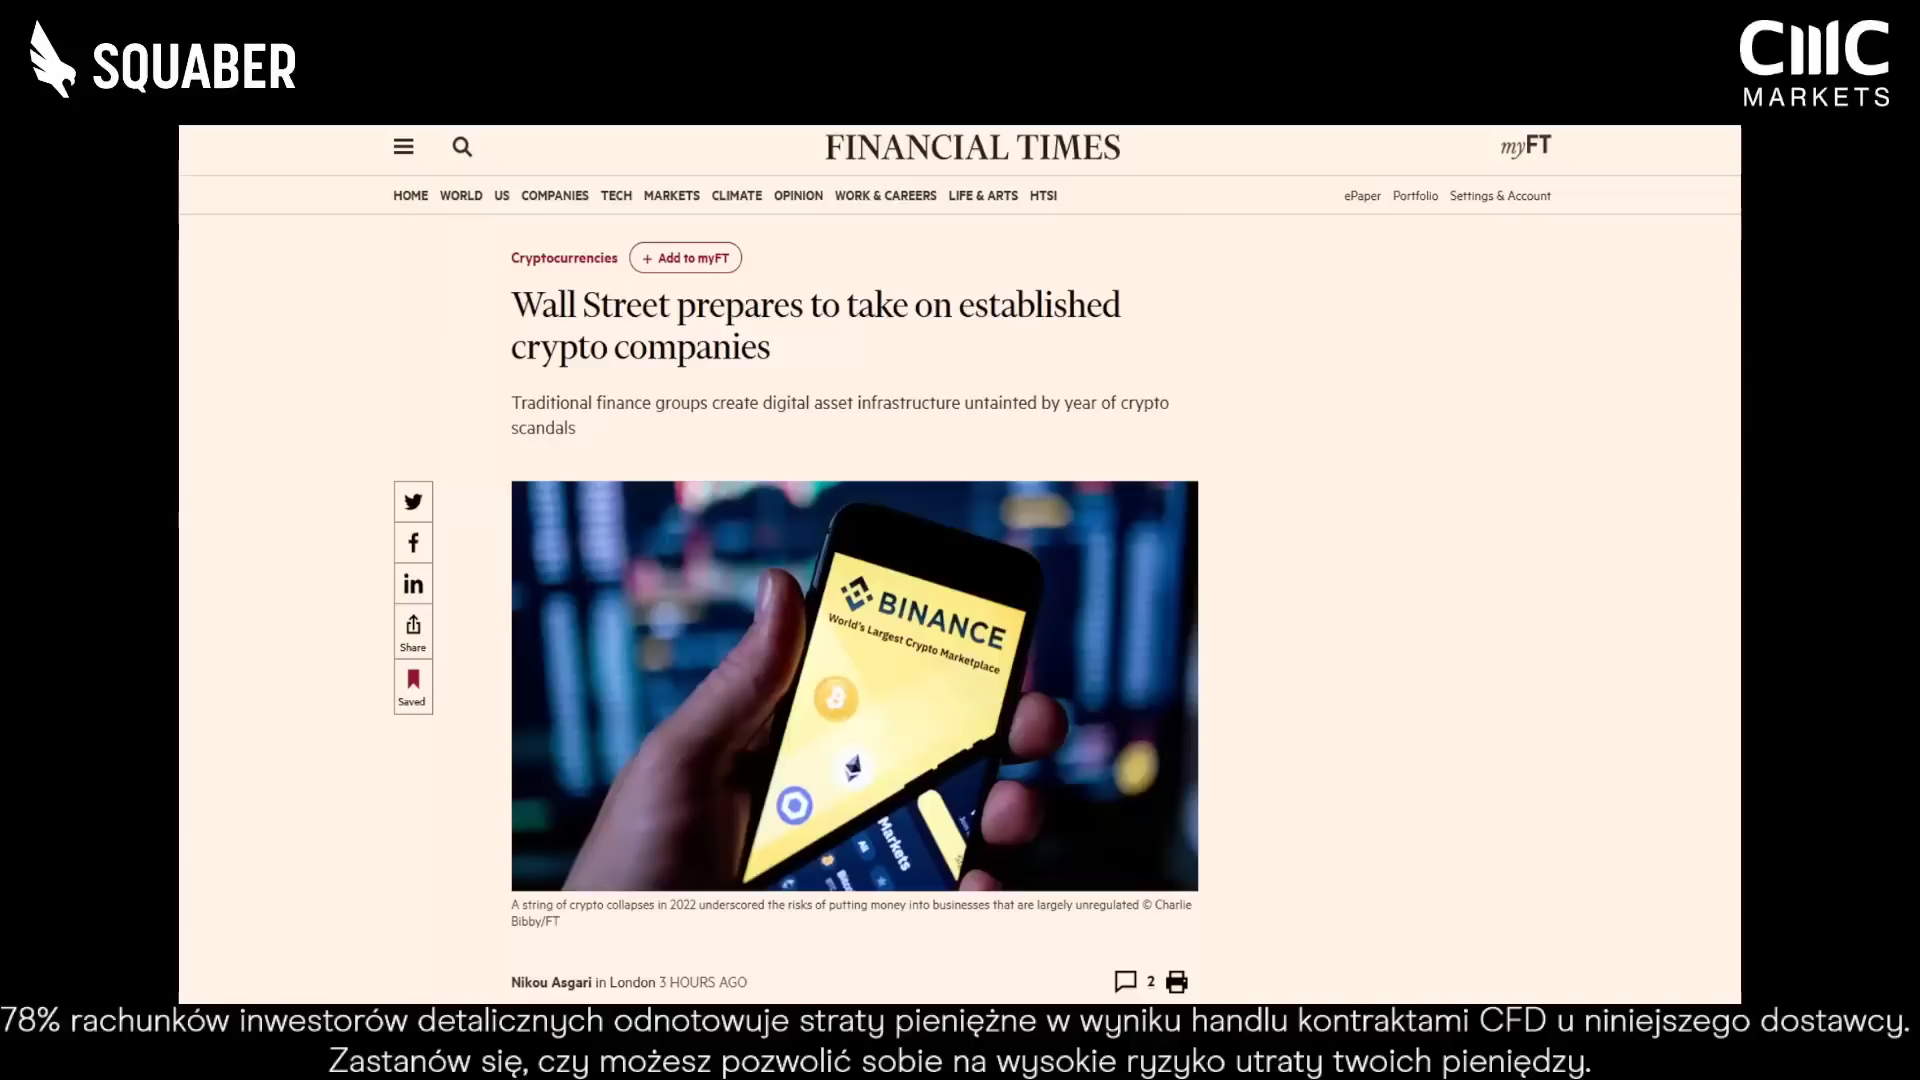 SQUABER
CMC
MARKETS
FINANCIAL TIMES
myFT
HOME WORLD US COMPANIES TECH MARKETS CLIMATE OPINION WORK & CAREERS LIFE & ARTS HTSI
ePaper Portfolio Settings & Account
Cryptocurrencies
+ Add to myFT
Wall Street prepares to take on established
crypto companies
Traditional finance groups create digital asset infrastructure untainted by year of crypto
scandals
Share
Saved
BINANCE
World's Largest Crypto Marketplace
Markets
All
A string of crypto collapses in 2022 underscored the risks of putting money into businesses that are largely unregulated © Charlie
Bibby/FT
Nikou Asgari in London 3 HOURS AGO
2
78% rachunków inwestorów detalicznych odnotowuje straty pieniężne w wyniku handlu kontraktami CFD u niniejszego dostawcy.
Zastanów się, czy możesz pozwolić sobie na wysokie ryzyko utraty twoich pieniędzy.